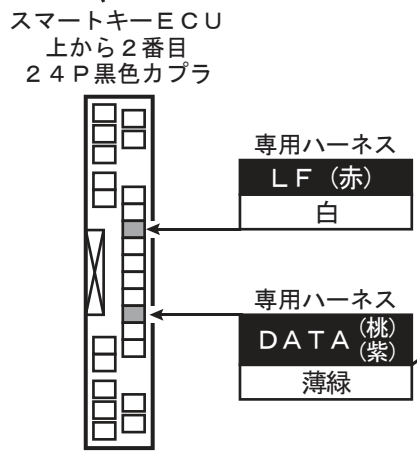 スマートキーＥＣＵ
上から２番目
２４Ｐ黒色カプラ
専用ハーネス
ＬＦ（赤）
白
専用ハーネス
ＤＡＴＡ（桃）（紫）
薄緑